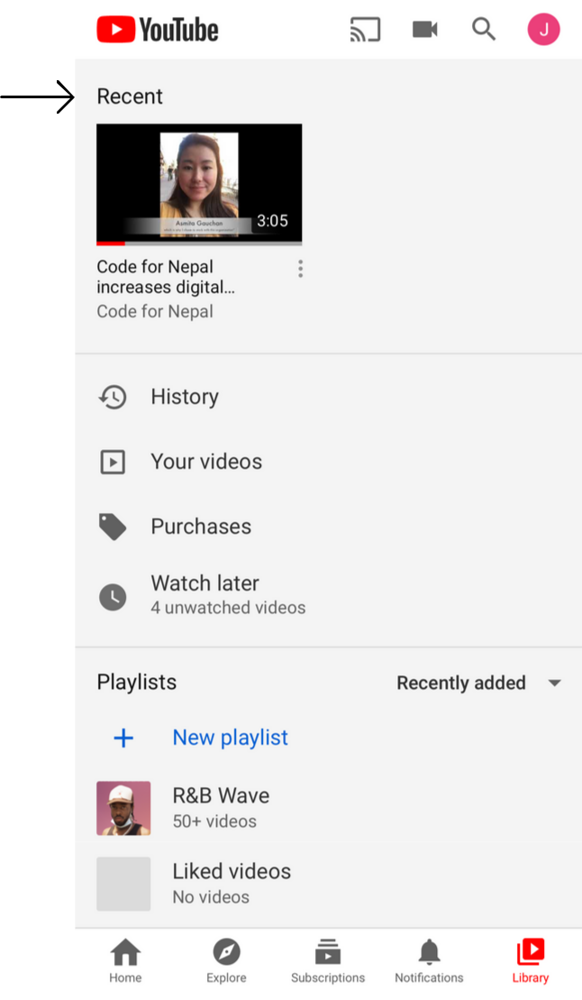 YouTube
J
Recent
3:05
Asmita Gauchan
Code for Nepal
increases digital...
Code for Nepal
History
Your videos
Purchases
Watch later
4 unwatched videos
Playlists
Recently added
New playlist
R&B Wave
50+ videos
Liked videos
No videos
Home
Explore
Subscriptions
Notifications
Library